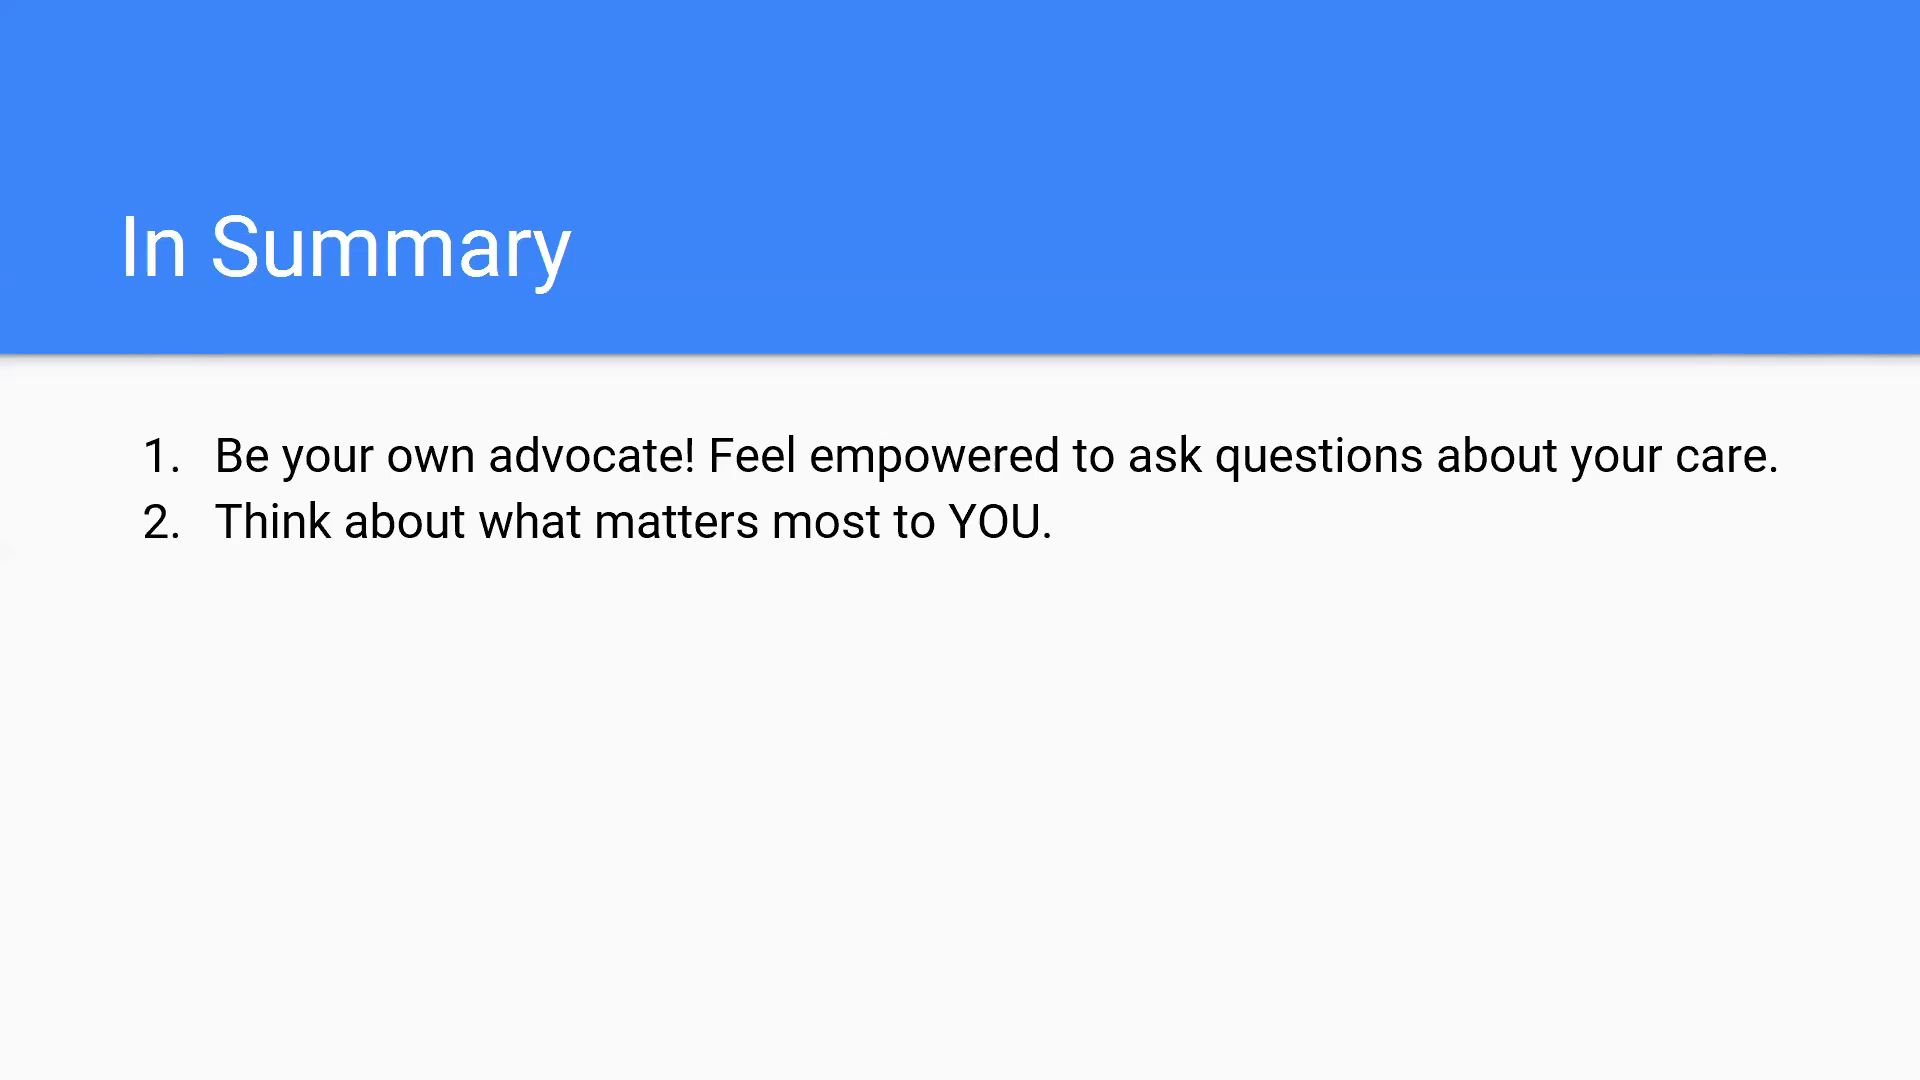 In Summary
1. Be your own advocate! Feel empowered to ask questions about your care.
2. Think about what matters most to YOU.